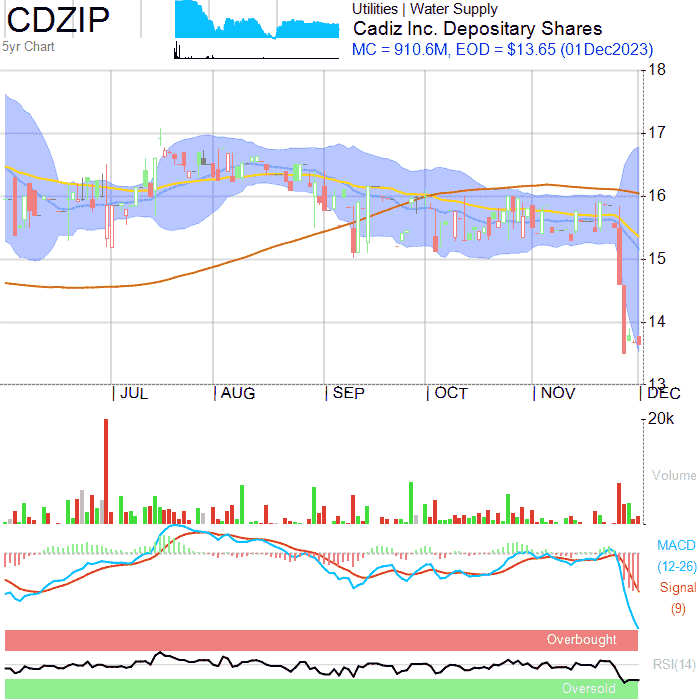 CDZIP
5yr Chart
Utilities | Water Supply
Cadiz Inc. Depositary Shares
MC = 910.6M, EOD = $13.65 (01Dec2023)
18
17
16
15
14
13
JUL AUG SEP OCT NOV DEC
20k
Volume
MACD
(12-26)
Signal
(9)
Overbought
RSI(14)
Oversold